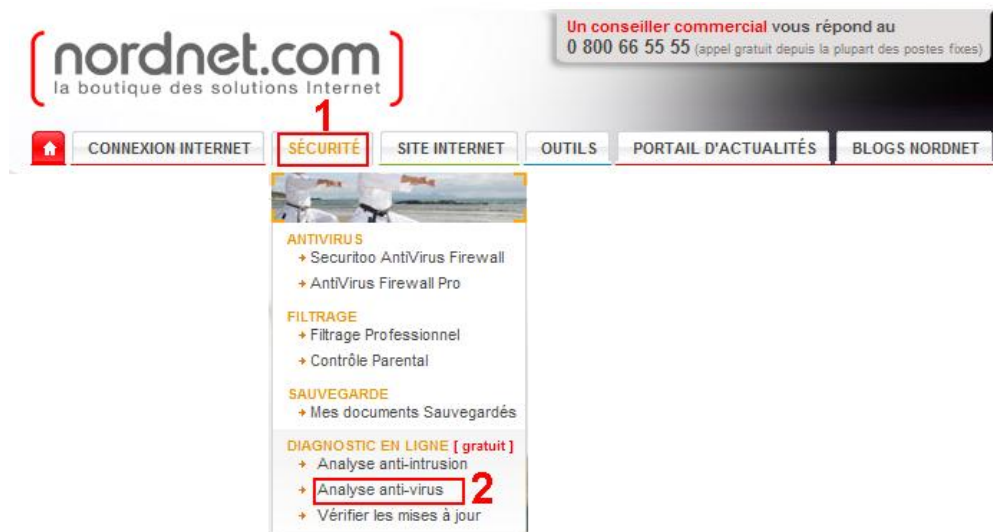 Un conseiller commercial vous répond au
0 800 66 55 55 (appel gratuit depuis la plupart des postes fixes)
nordnet.com
la boutique des solutions Internet
1
CONNEXION INTERNET SÉCURITÉ SITE INTERNET OUTILS PORTAIL D'ACTUALITÉS BLOGS NORDNET
ANTIVIRUS
Securitoo AntiVirus Firewall
AntiVirus Firewall Pro
FILTRAGE
Filtrage Professionnel
Contrôle Parental
SAUVEGARDE
Mes documents Sauvegardés
DIAGNOSTIC EN LIGNE [ gratuit ]
Analyse anti-intrusion
Analyse anti-virus 2
Vérifier les mises à jour